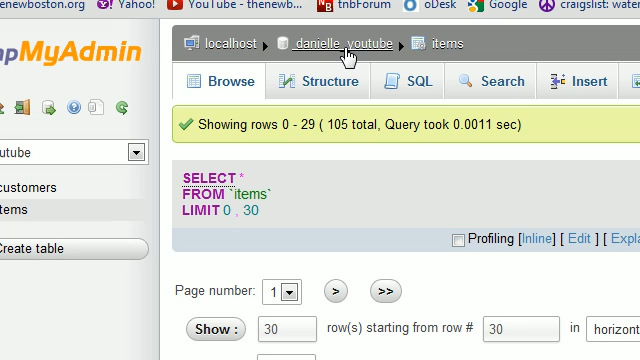 enewboston.org
Yahoo!
YouTube - thenewb...
tnbForum
oDesk
Google
craigslist: water
pMyAdmin
localhost
danielle_youtube
items
Browse
Structure
SQL
Search
Insert
Showing rows 0 - 29 ( 105 total, Query took 0.0011 sec)
utube
customers
tems
Create table
SELECT *
FROM `items`
LIMIT 0 , 30
Profiling [Inline] [ Edit ] [ Expla
Page number: 1 > >>
Show : 30 row(s) starting from row # 30 in horizont